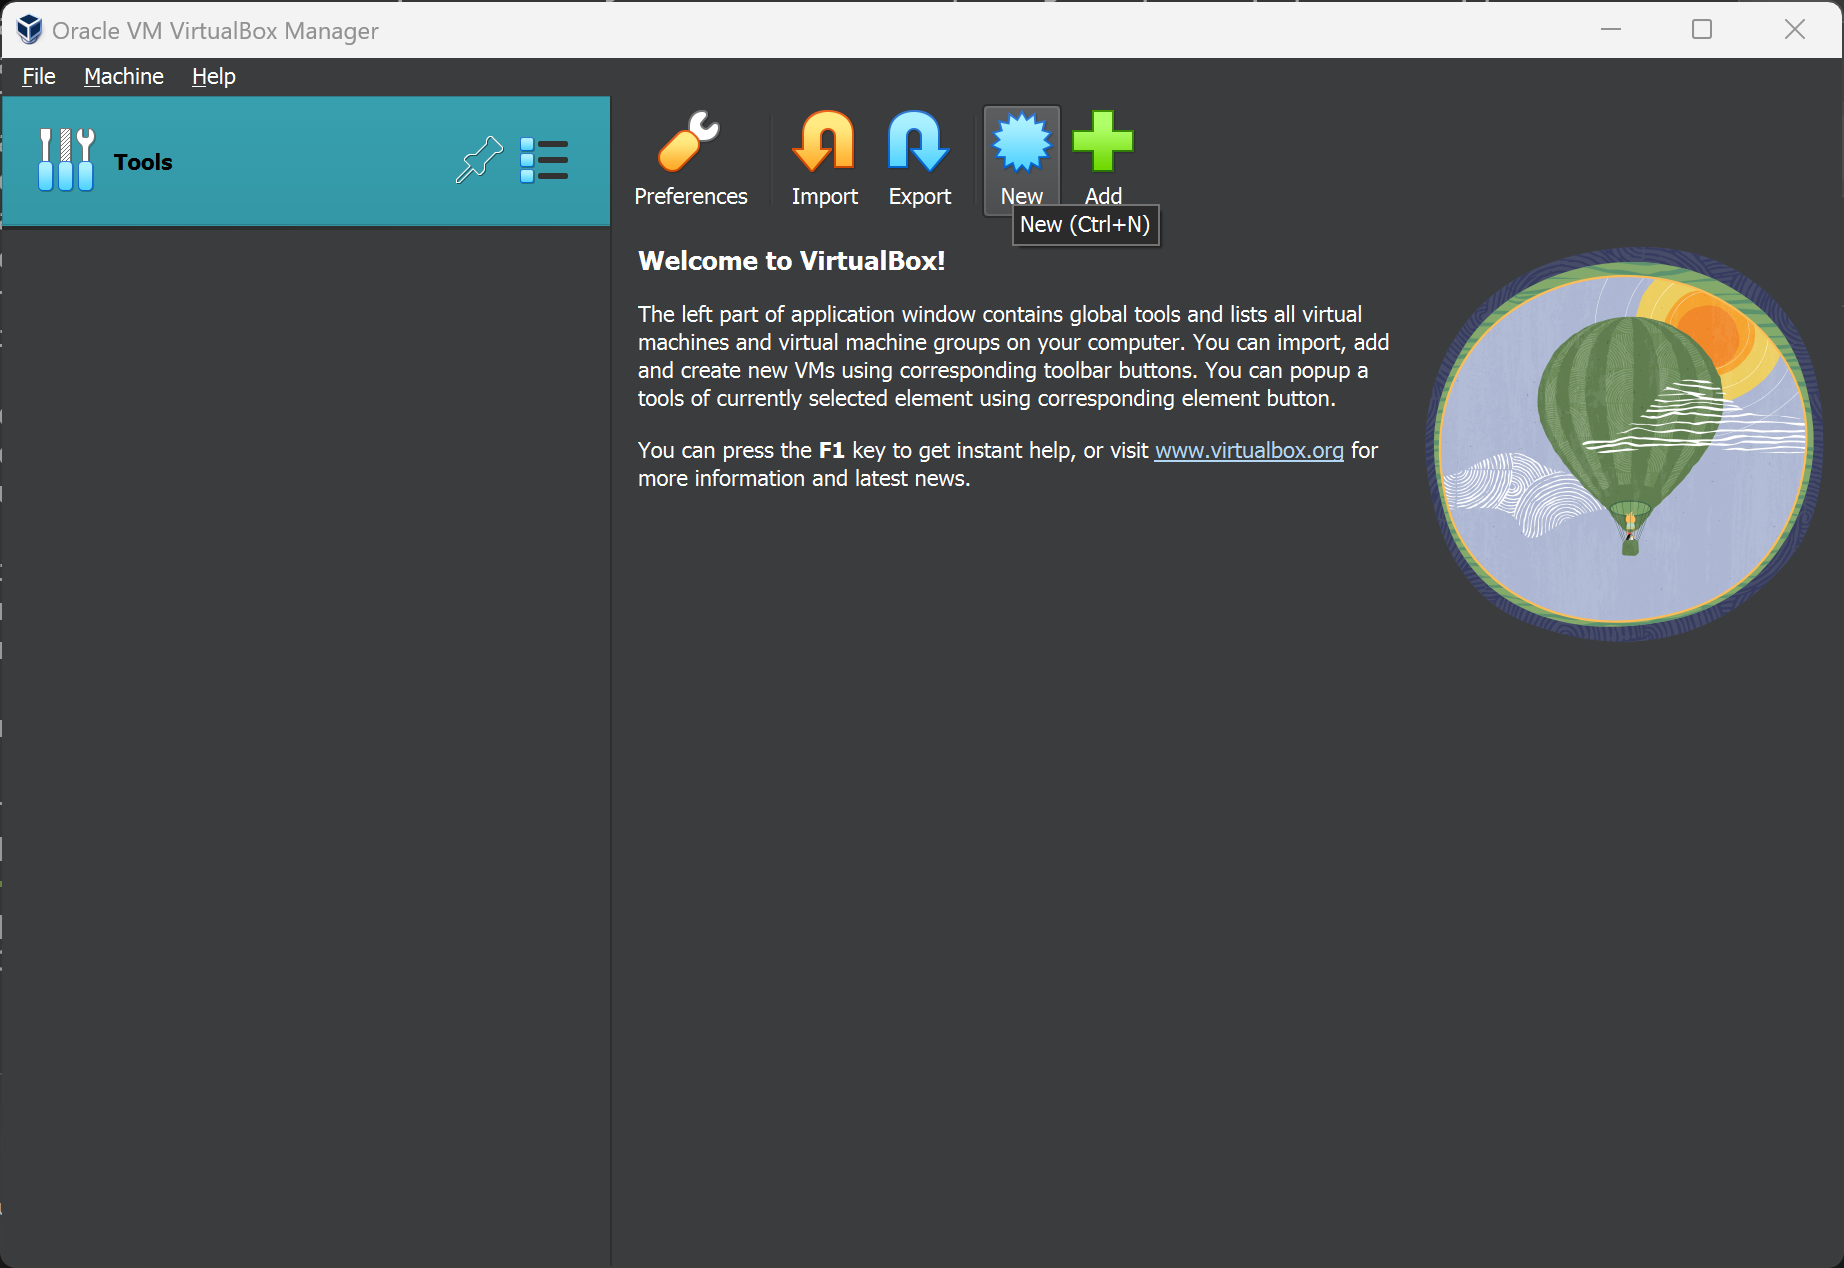 Oracle VM VirtualBox Manager
File Machine Help
Tools
Preferences Import Export New Add
New (Ctrl+N)
Welcome to VirtualBox!
The left part of application window contains global tools and lists all virtual
machines and virtual machine groups on your computer. You can import, add
and create new VMs using corresponding toolbar buttons. You can popup a
tools of currently selected element using corresponding element button.
You can press the F1 key to get instant help, or visit www.virtualbox.org for
more information and latest news.